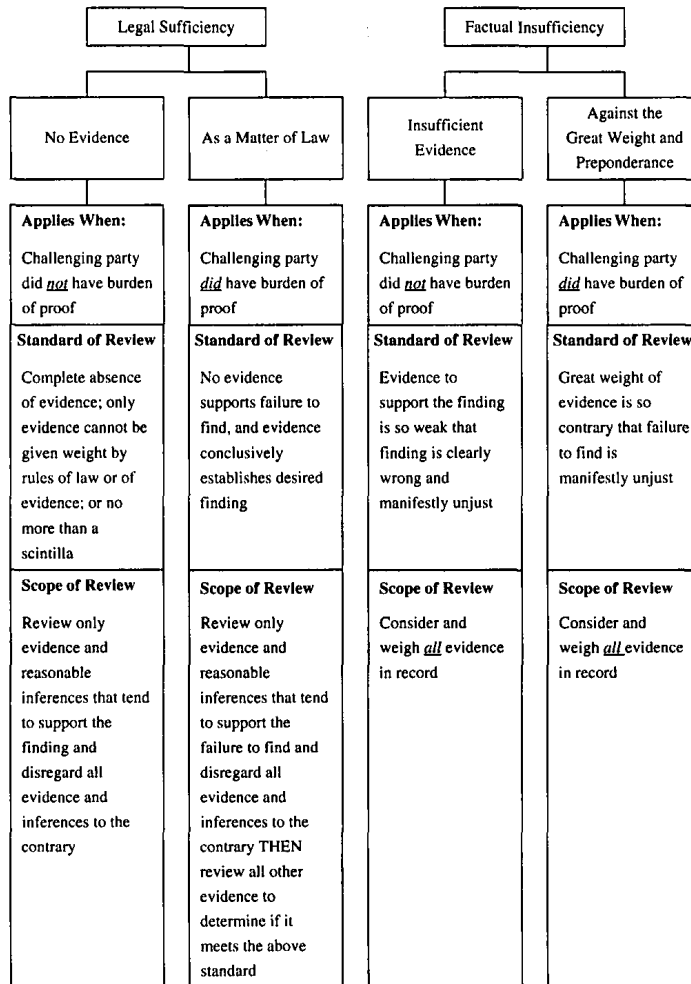 Legal Sufficiency
Factual Insufficiency
No Evidence
As a Matter of Law
Insufficient
Evidence
Against the
Great Weight and
Preponderance
Applies When:
Challenging party
did not have burden
of proof
Applies When:
Challenging party
did have burden of
proof
Applies When:
Challenging party
did not have burden
of proof
Applies When:
Challenging party
did have burden of
proof
Standard of Review
Complete absence
of evidence; only
evidence cannot be
given weight by
rules of law or of
evidence; or no
more than a
scintilla
Standard of Review
No evidence
supports failure to
find, and evidence
conclusively
establishes desired
finding
Standard of Review
Evidence to
support the finding
is so weak that
finding is clearly
wrong and
manifestly unjust
Standard of Review
Great weight of
evidence is so
contrary that failure
to find is
manifestly unjust
Scope of Review
Review only
evidence and
reasonable
inferences that tend
to support the
finding and
disregard all
evidence and
inferences to the
contrary
Scope of Review
Review only
evidence and
reasonable
inferences that tend
to support the
failure to find and
disregard all
evidence and
inferences to the
contrary THEN
review all other
evidence to
determine if it
meets the above
standard
Scope of Review
Consider and
weigh all evidence
in record
Scope of Review
Consider and
weigh all evidence
in record